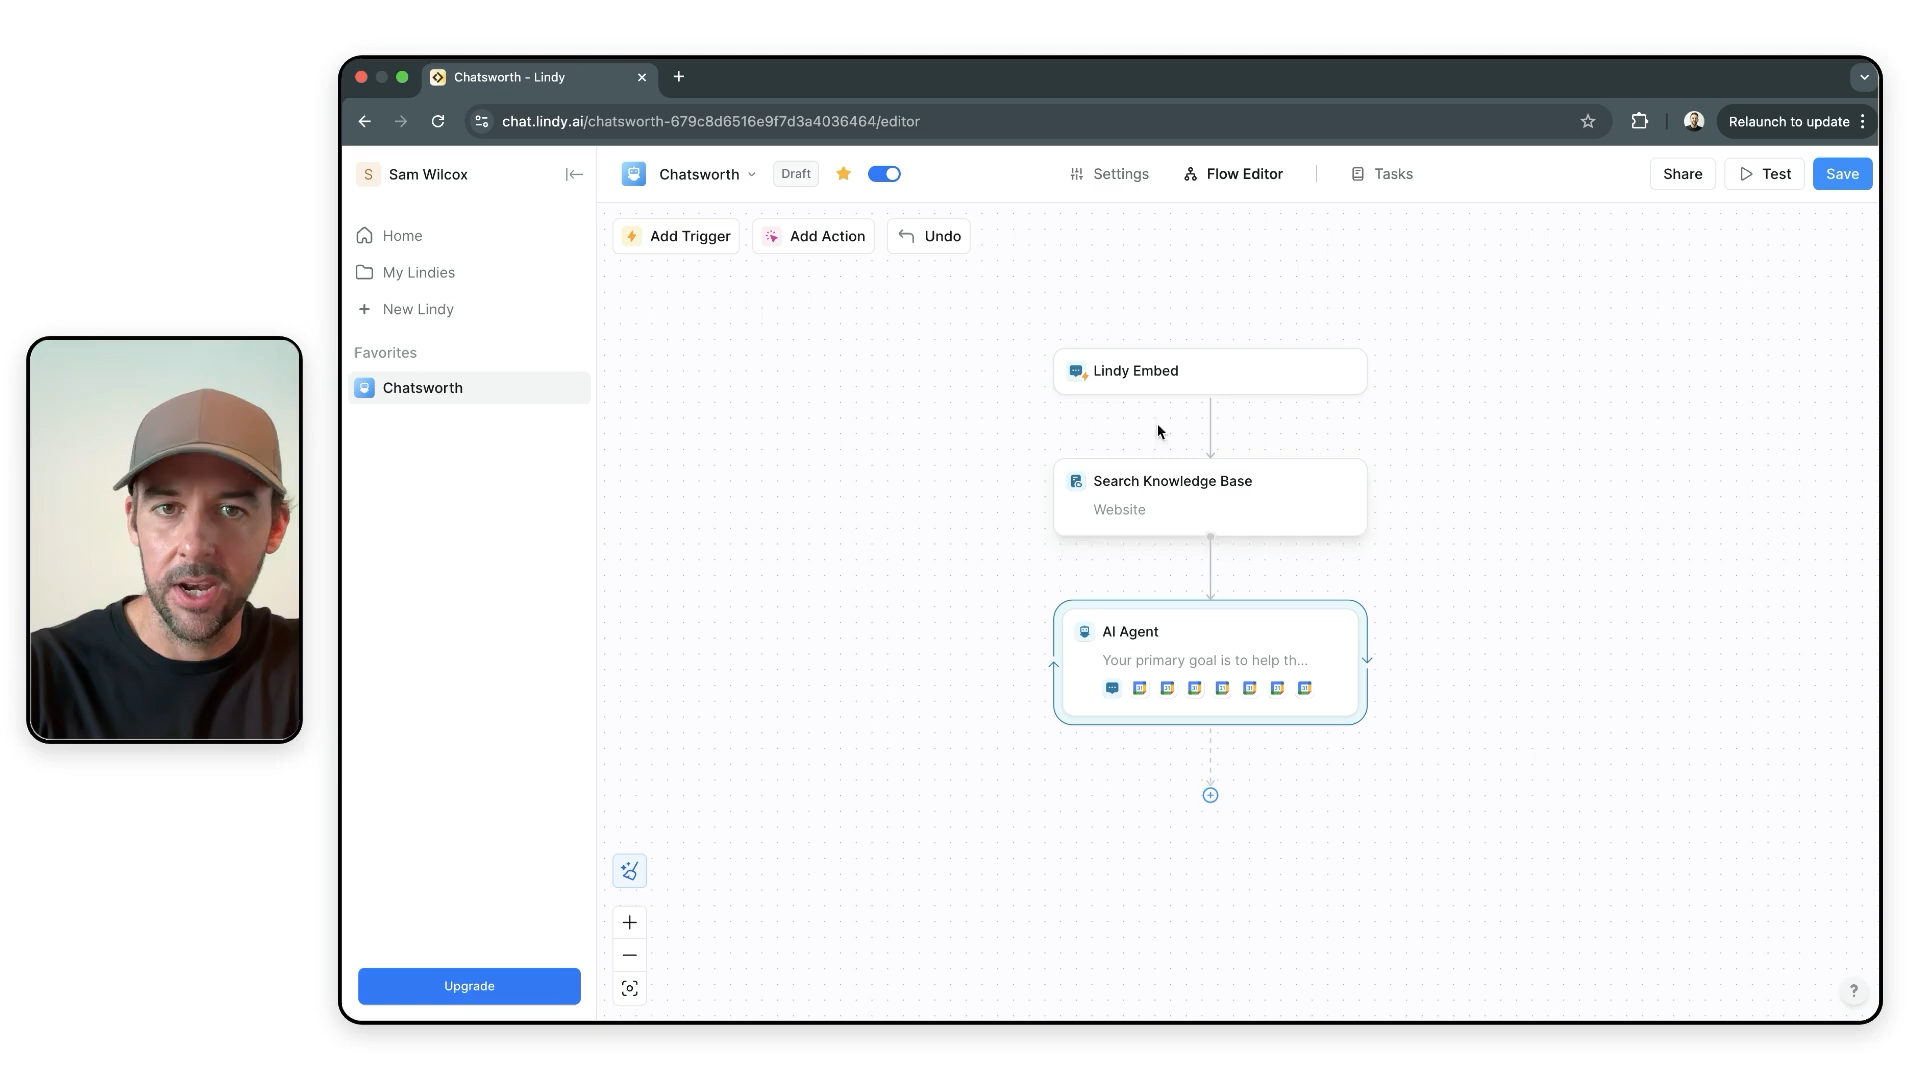 Chatsworth - Lindy
chat.lindy.ai/chatsworth-679c8d6516e9f7d3a4036464/editor
Relaunch to update
S Sam Wilcox
Chatsworth
Draft
Settings
Flow Editor
Tasks
Share
Test
Save
Home
My Lindies
New Lindy
Favorites
Chatsworth
Upgrade
Add Trigger
Add Action
Undo
Lindy Embed
Search Knowledge Base
Website
AI Agent
Your primary goal is to help th...
?